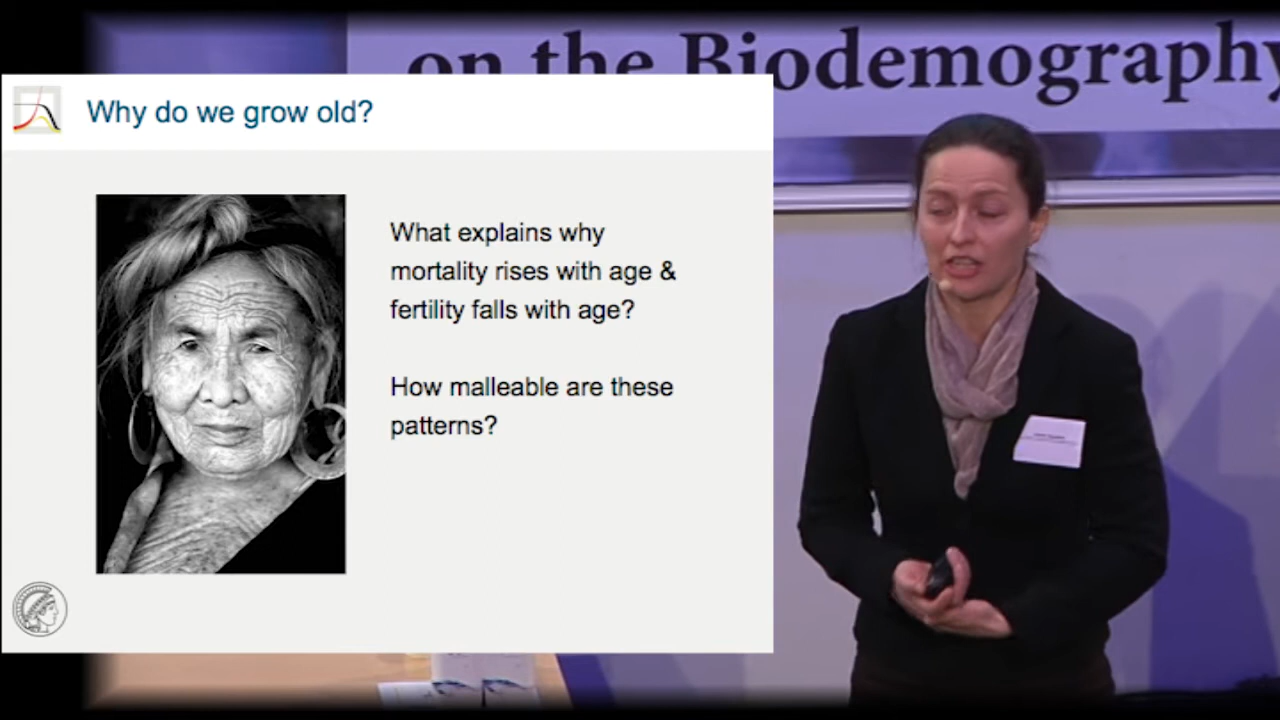 on the Biodemography
Why do we grow old?
What explains why
mortality rises with age &
fertility falls with age?
How malleable are these
patterns?